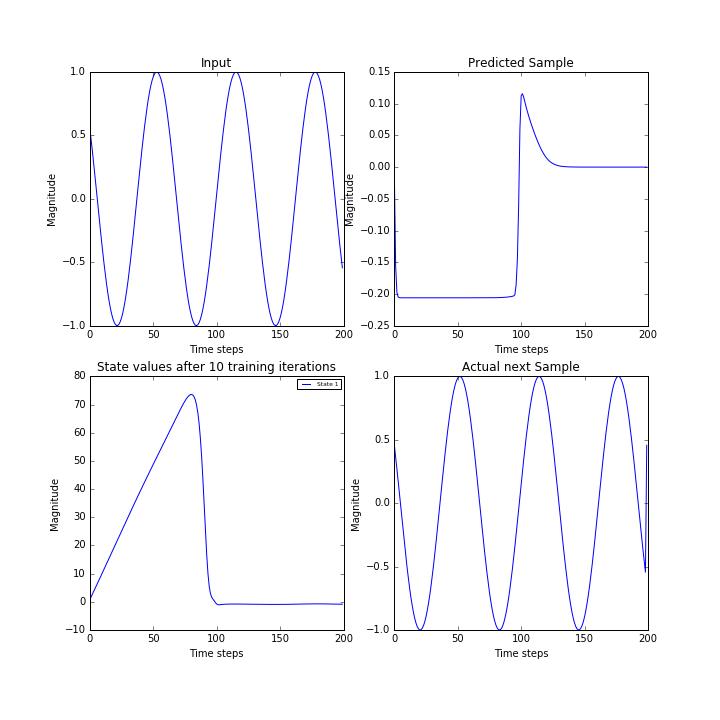 Input
1.0
0.5
0.0
−0.5
−1.0
Magnitude
0 50 100 150 200
Time steps
Predicted Sample
0.15
0.10
0.05
0.00
−0.05
−0.10
−0.15
−0.20
−0.25
Magnitude
0 50 100 150 200
Time steps
State values after 10 training iterations
State 1
80
70
60
50
40
30
20
10
0
−10
Magnitude
0 50 100 150 200
Time steps
Actual next Sample
1.0
0.5
0.0
−0.5
−1.0
Magnitude
0 50 100 150 200
Time steps